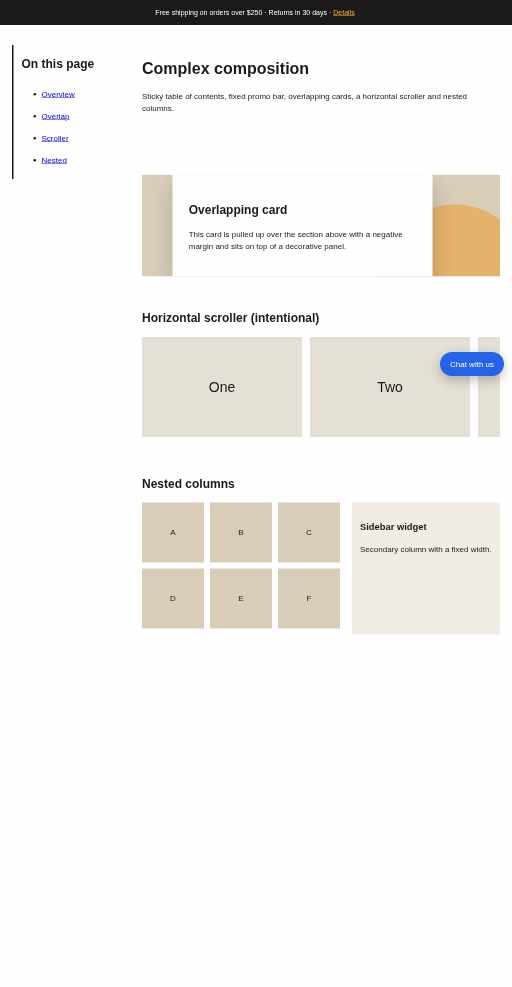 Free shipping on orders over $250 · Returns in 30 days · Details
On this page
Overview
Overlap
Scroller
Nested
Complex composition
Sticky table of contents, fixed promo bar, overlapping cards, a horizontal scroller and nested
columns.
Overlapping card
This card is pulled up over the section above with a negative
margin and sits on top of a decorative panel.
Horizontal scroller (intentional)
One
Two
Chat with us
Nested columns
A
B
C
D
E
F
Sidebar widget
Secondary column with a fixed width.